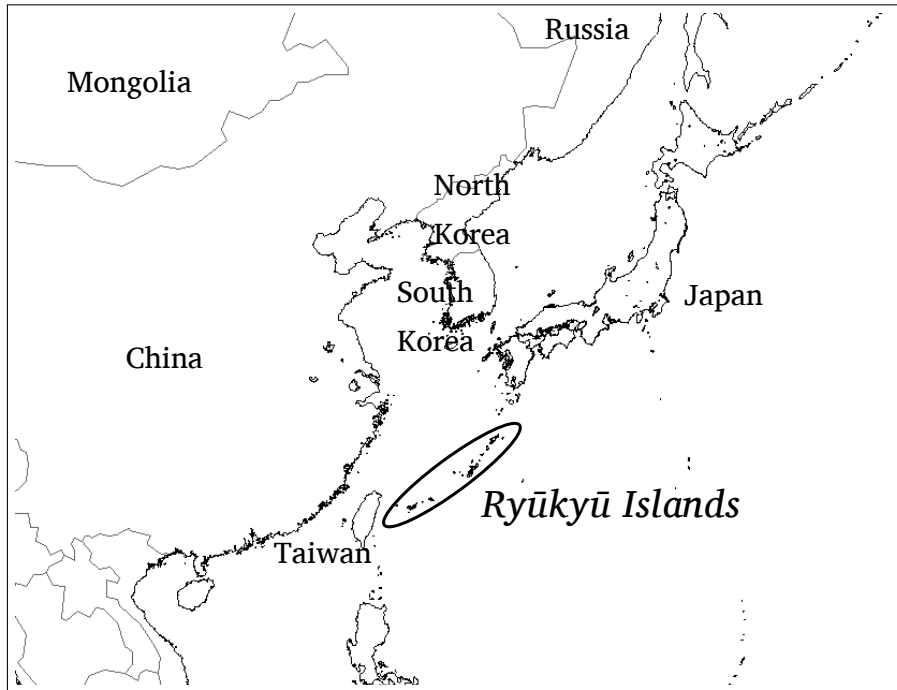 Russia
Mongolia
North
Korea
South
Korea
Japan
China
Ryūkyū Islands
Taiwan